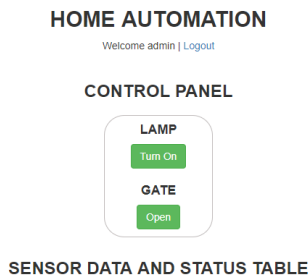 HOME AUTOMATION
Welcome admin | Logout
CONTROL PANEL
LAMP
Turn On
GATE
Open
SENSOR DATA AND STATUS TABLE